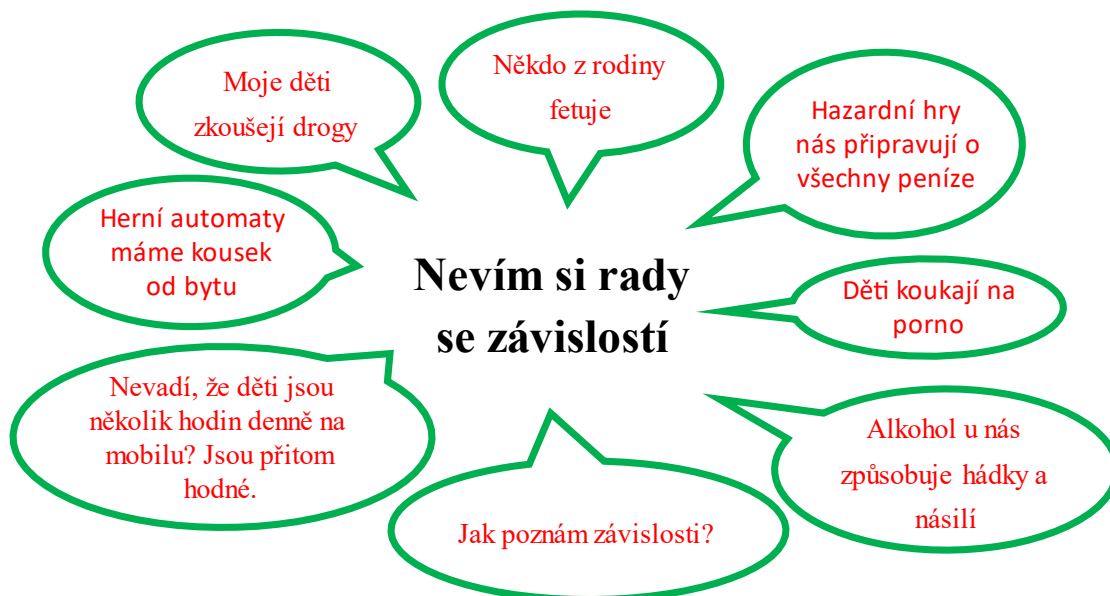 Moje děti
zkoušejí drogy
Někdo z rodiny
fetuje
Hazardní hry
nás připravují o
všechny peníze
Herní automaty
máme kousek
od bytu
Nevím si rady
se závislostí
Děti koukají na
porno
Nevadí, že děti jsou
několik hodin denně na
mobilu? Jsou přitom
hodné.
Jak poznám závislosti?
Alkohol u nás
způsobuje hádky a
násilí